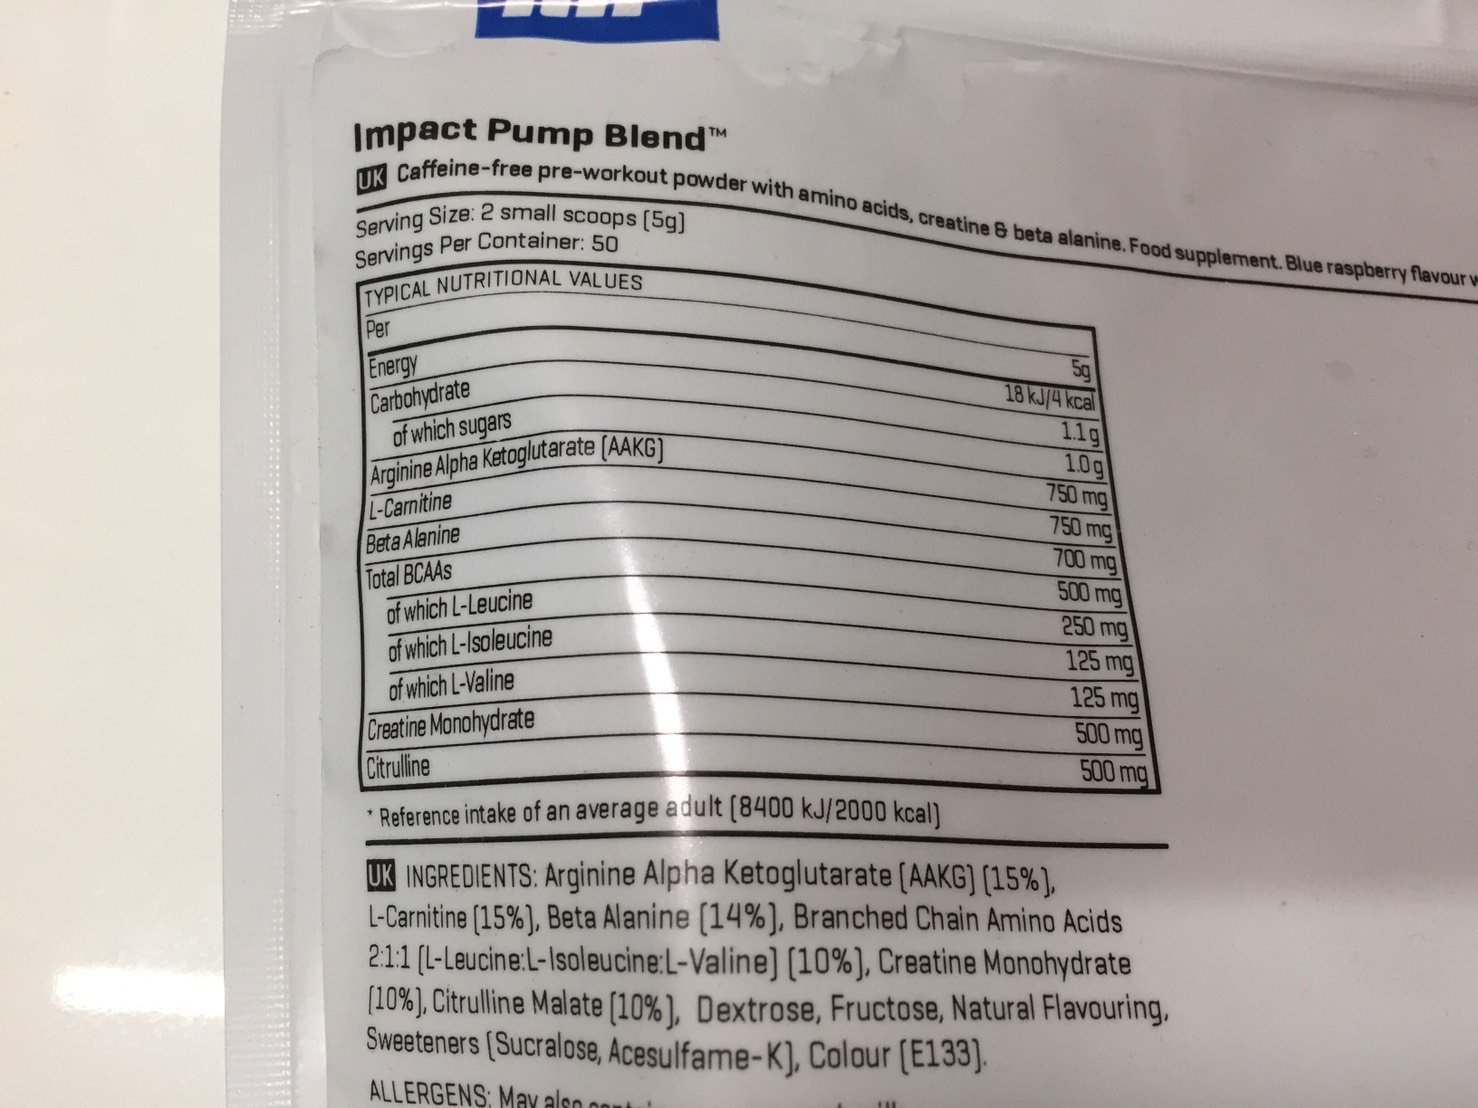 Impact Pump Blend™
UK Caffeine-free pre-workout powder with amino acids, creatine & beta alanine. Food supplement. Blue raspberry flavour
Serving Size: 2 small scoops (5g)
Servings Per Container: 50
TYPICAL NUTRITIONAL VALUES
Per 5g
Energy 18 kJ/4 kcal
Carbohydrate 1.1 g
of which sugars 1.0 g
Arginine Alpha Ketoglutarate (AAKG) 750 mg
L-Carnitine 750 mg
Beta Alanine 700 mg
Total BCAAs 500 mg
of which L-Leucine 250 mg
of which L-Isoleucine 125 mg
of which L-Valine 125 mg
Creatine Monohydrate 500 mg
Citrulline 500 mg
* Reference intake of an average adult (8400 kJ/2000 kcal)
UK INGREDIENTS: Arginine Alpha Ketoglutarate (AAKG) (15%),
L-Carnitine (15%), Beta Alanine (14%), Branched Chain Amino Acids
2:1:1 (L-Leucine:L-Isoleucine:L-Valine) (10%), Creatine Monohydrate
(10%), Citrulline Malate (10%), Dextrose, Fructose, Natural Flavouring,
Sweeteners (Sucralose, Acesulfame-K), Colour (E133).
ALLERGENS: May also